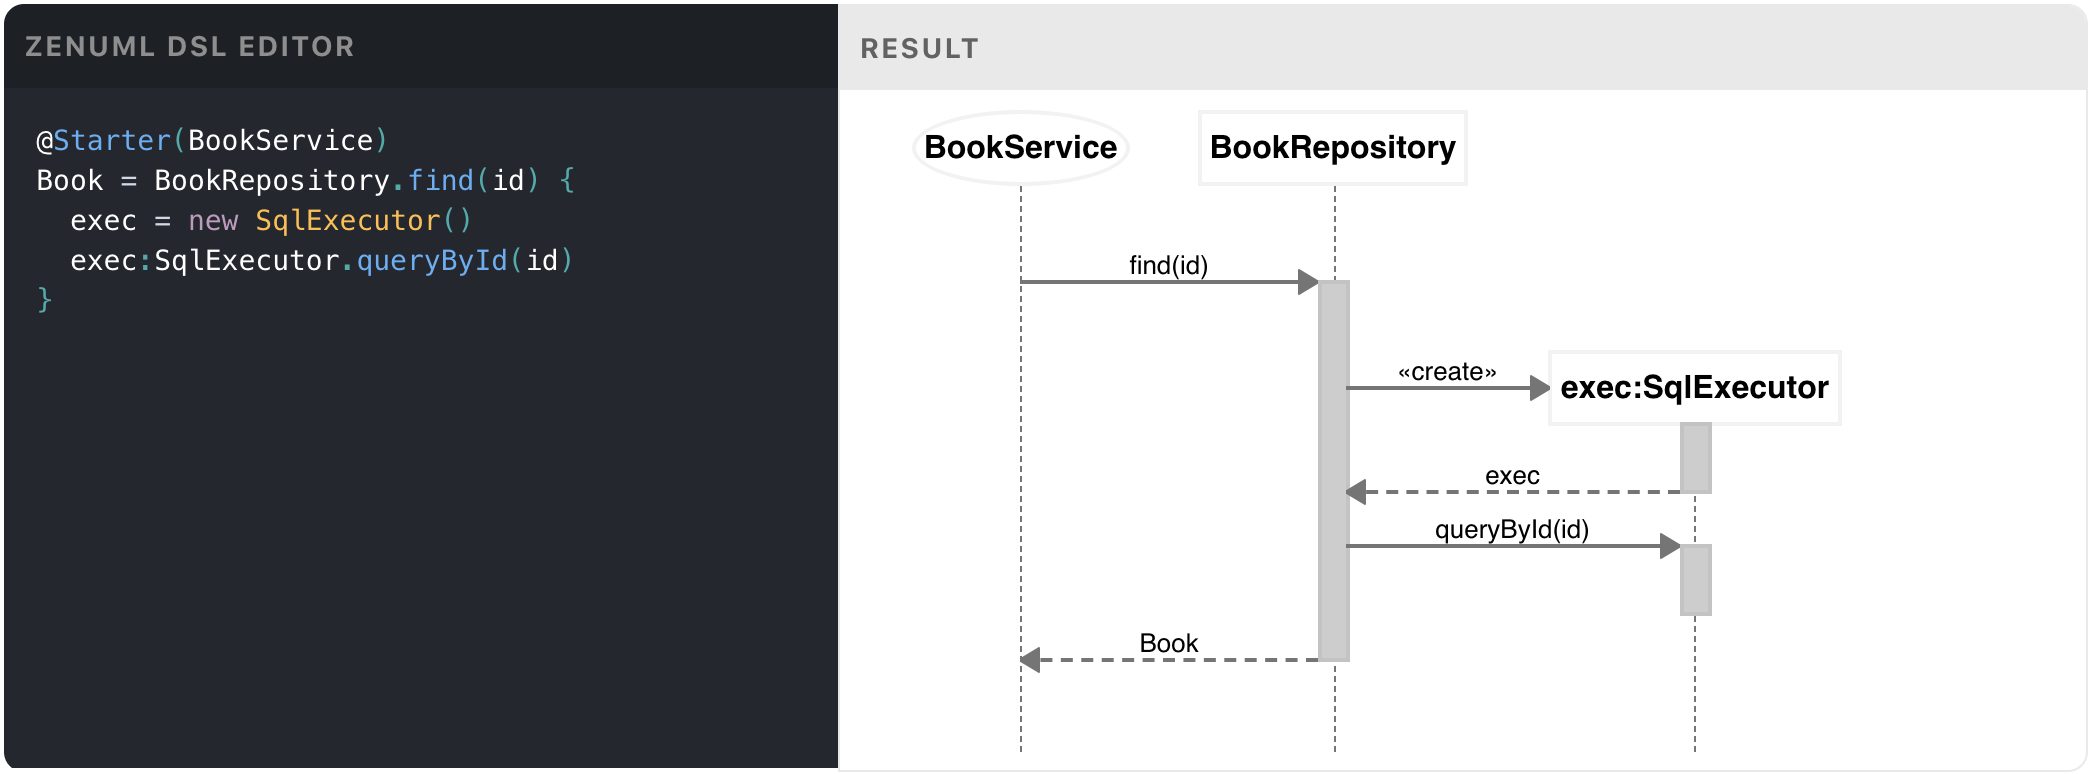 ZENUML DSL EDITOR
@Starter(BookService)
Book = BookRepository.find(id) {
  exec = new SqlExecutor()
  exec:SqlExecutor.queryById(id)
}
RESULT
BookService
BookRepository
find(id)
«create»
exec:SqlExecutor
exec
queryById(id)
Book